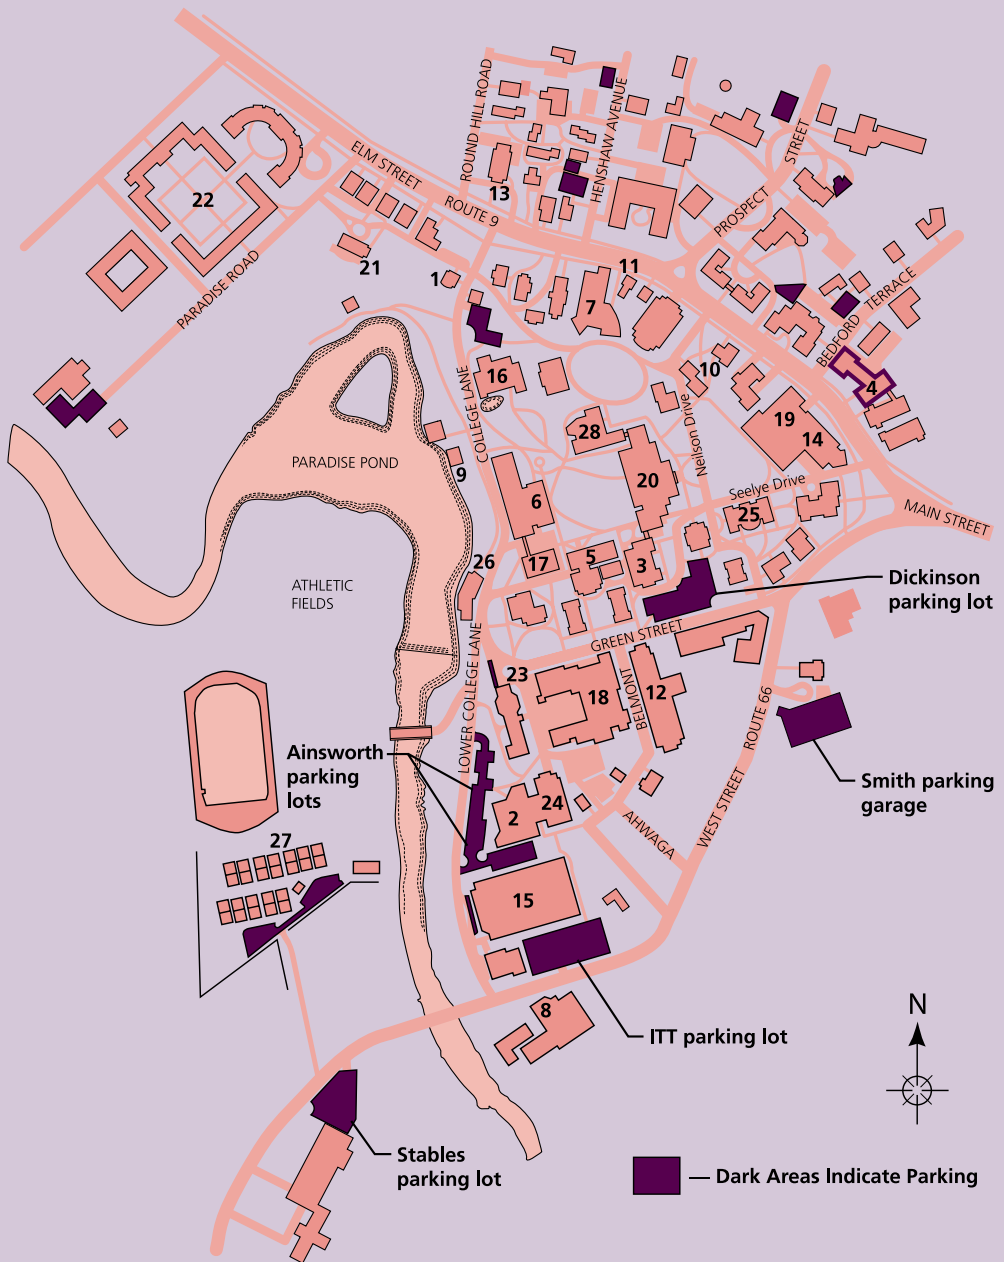 ROUND HILL ROAD
HENSHAW AVENUE
STREET
ELM STREET
PROSPECT
13
22
ROUTE 9
21
1
11
7
PARADISE ROAD
TERRACE
BEDFORD
16
COLLEGE LANE
10
4
28
19
14
Neilson Drive
PARADISE POND
9
6
20
Seelye Drive
25
MAIN STREET
26
17
5
3
ATHLETIC
FIELDS
Dickinson
parking lot
GREEN STREET
LOWER COLLEGE LANE
23
18
BELMONT
12
ROUTE 66
WEST STREET
Ainsworth
parking
lots
Smith parking
garage
2
24
AHWAGA
27
15
N
8
ITT parking lot
Stables
parking lot
Dark Areas Indicate Parking